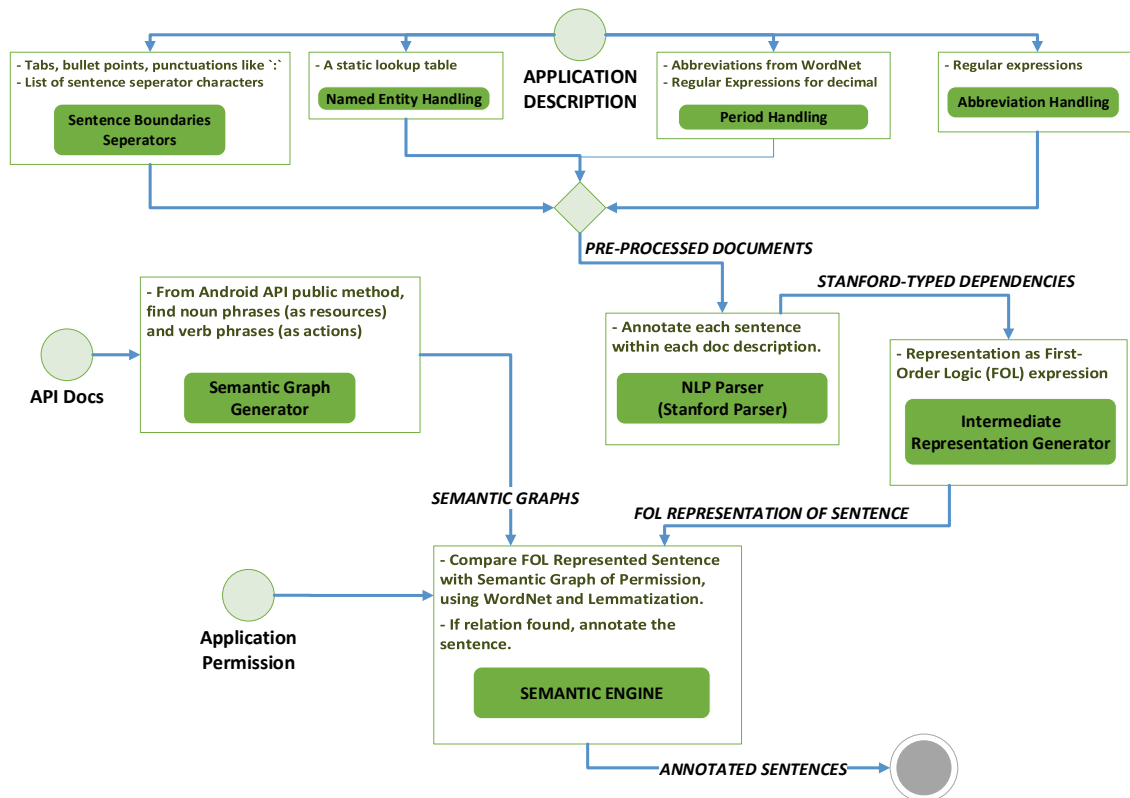 - Tabs, bullet points, punctuations like `:`
- List of sentence seperator characters
Sentence Boundaries
Seperators
- A static lookup table
Named Entity Handling
APPLICATION
DESCRIPTION
- Abbreviations from WordNet
- Regular Expressions for decimal
Period Handling
- Regular expressions
Abbreviation Handling
PRE-PROCESSED DOCUMENTS
STANFORD-TYPED DEPENDENCIES
- From Android API public method,
find noun phrases (as resources)
and verb phrases (as actions)
Semantic Graph
Generator
API Docs
- Annotate each sentence
within each doc description.
NLP Parser
(Stanford Parser)
- Representation as First-
Order Logic (FOL) expression
Intermediate
Representation Generator
SEMANTIC GRAPHS
FOL REPRESENTATION OF SENTENCE
- Compare FOL Represented Sentence
with Semantic Graph of Permission,
using WordNet and Lemmatization.
- If relation found, annotate the
sentence.
SEMANTIC ENGINE
Application
Permission
ANNOTATED SENTENCES